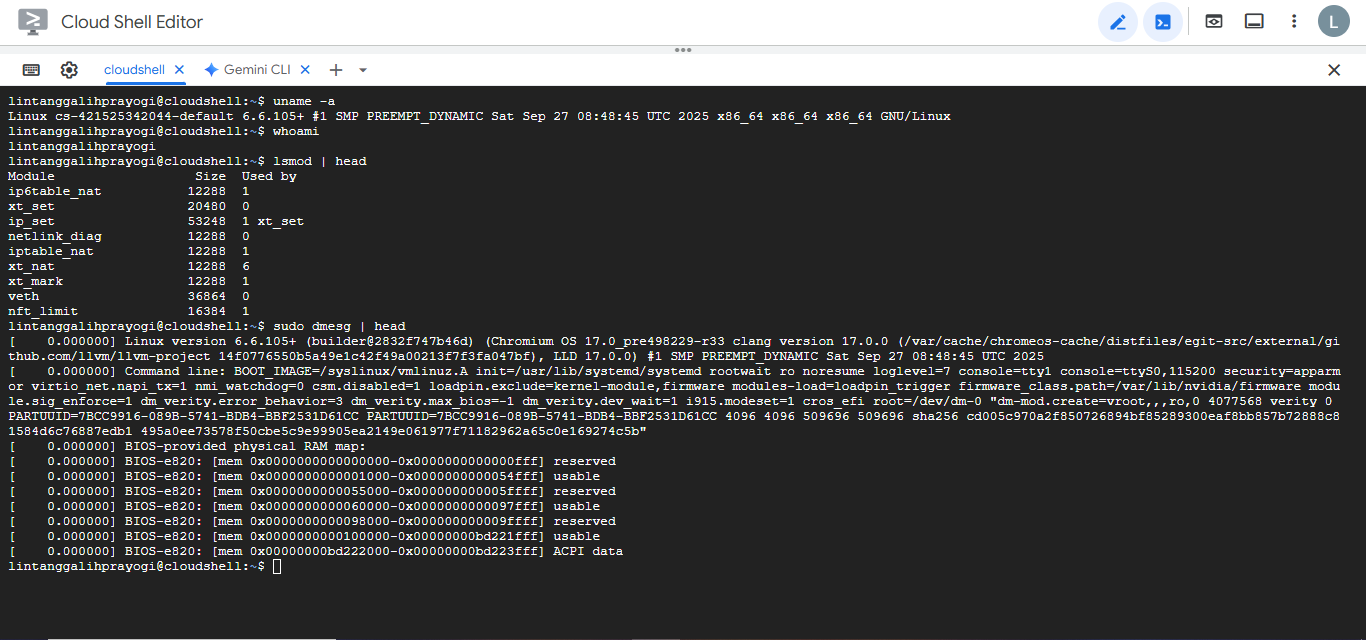 Cloud Shell Editor
L
cloudshell
Gemini CLI
lintanggalihprayogi@cloudshell:~$ uname -a
Linux cs-421525342044-default 6.6.105+ #1 SMP PREEMPT_DYNAMIC Sat Sep 27 08:48:45 UTC 2025 x86_64 x86_64 x86_64 GNU/Linux
lintanggalihprayogi@cloudshell:~$ whoami
lintanggalihprayogi
lintanggalihprayogi@cloudshell:~$ lsmod | head
Module                  Size  Used by
ip6table_nat           12288  1
xt_set                 20480  0
ip_set                 53248  1 xt_set
netlink_diag           12288  0
iptable_nat            12288  1
xt_nat                 12288  6
xt_mark                12288  1
veth                   36864  0
nft_limit              16384  1
lintanggalihprayogi@cloudshell:~$ sudo dmesg | head
[    0.000000] Linux version 6.6.105+ (builder@2832f747b46d) (Chromium OS 17.0_pre498229-r33 clang version 17.0.0 (/var/cache/chromeos-cache/distfiles/egit-src/external/gi
thub.com/llvm/llvm-project 14f0776550b5a49e1c42f49a00213f7f3fa047bf), LLD 17.0.0) #1 SMP PREEMPT_DYNAMIC Sat Sep 27 08:48:45 UTC 2025
[    0.000000] Command line: BOOT_IMAGE=/syslinux/vmlinuz.A init=/usr/lib/systemd/systemd rootwait ro noresume loglevel=7 console=tty1 console=ttyS0,115200 security=apparm
or virtio_net.napi_tx=1 nmi_watchdog=0 csm.disabled=1 loadpin.exclude=kernel-module,firmware modules-load=loadpin_trigger firmware_class.path=/var/lib/nvidia/firmware modu
le.sig_enforce=1 dm_verity.error_behavior=3 dm_verity.max_bios=-1 dm_verity.dev_wait=1 i915.modeset=1 cros_efi root=/dev/dm-0 "dm-mod.create=vroot,,,ro,0 4077568 verity 0
PARTUUID=7BCC9916-089B-5741-BDB4-BBF2531D61CC PARTUUID=7BCC9916-089B-5741-BDB4-BBF2531D61CC 4096 4096 509696 509696 sha256 cd005c970a2f850726894bf85289300eaf8bb857b72888c8
1584d6c76887edb1 495a0ee73578f50cbe5c9e99905ea2149e061977f71182962a65c0e169274c5b"
[    0.000000] BIOS-provided physical RAM map:
[    0.000000] BIOS-e820: [mem 0x0000000000000000-0x0000000000000fff] reserved
[    0.000000] BIOS-e820: [mem 0x0000000000001000-0x0000000000054fff] usable
[    0.000000] BIOS-e820: [mem 0x0000000000055000-0x000000000005ffff] reserved
[    0.000000] BIOS-e820: [mem 0x0000000000060000-0x0000000000097fff] usable
[    0.000000] BIOS-e820: [mem 0x0000000000098000-0x000000000009ffff] reserved
[    0.000000] BIOS-e820: [mem 0x0000000000100000-0x00000000bd221fff] usable
[    0.000000] BIOS-e820: [mem 0x00000000bd222000-0x00000000bd223fff] ACPI data
lintanggalihprayogi@cloudshell:~$